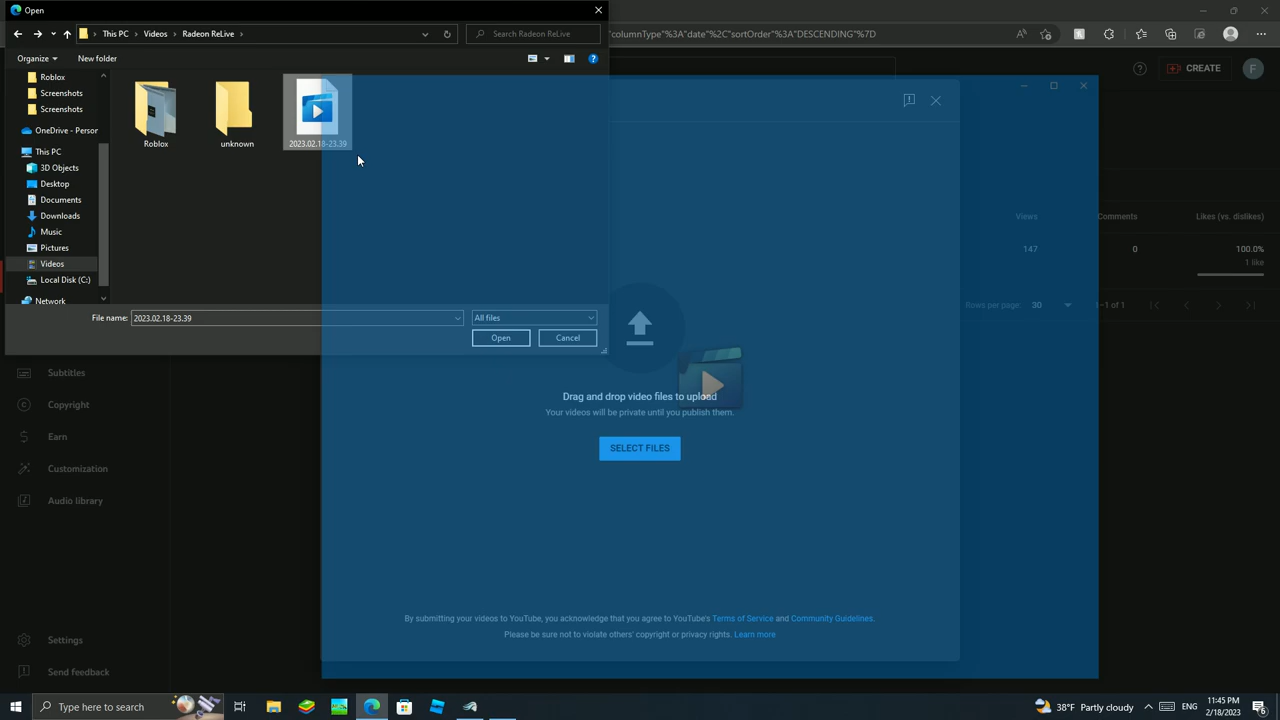 Open
This PC > Videos > Radeon ReLive >
Search Radeon ReLive
columnType"%3A"date"%2C"sortOrder"%3A"DESCENDING"%7D
Organize
New folder
CREATE
F
Roblox
Screenshots
Screenshots
OneDrive - Person
This PC
3D Objects
Desktop
Documents
Downloads
Music
Pictures
Videos
Local Disk (C:)
Network
Roblox
unknown
2023.02.18-23.39
File name: 2023.02.18-23.39
All files
Open
Cancel
Views
Comments
Likes (vs. dislikes)
147
0
100.0%
1 like
Rows per page: 30
1–1 of 1
Subtitles
Copyright
Earn
Customization
Audio library
Settings
Send feedback
Drag and drop video files to upload
Your videos will be private until you publish them.
SELECT FILES
By submitting your videos to YouTube, you acknowledge that you agree to YouTube's Terms of Service and Community Guidelines.
Please be sure not to violate others' copyright or privacy rights. Learn more
Type here to search
38°F Partly cloudy
ENG
11:45 PM
2/18/2023